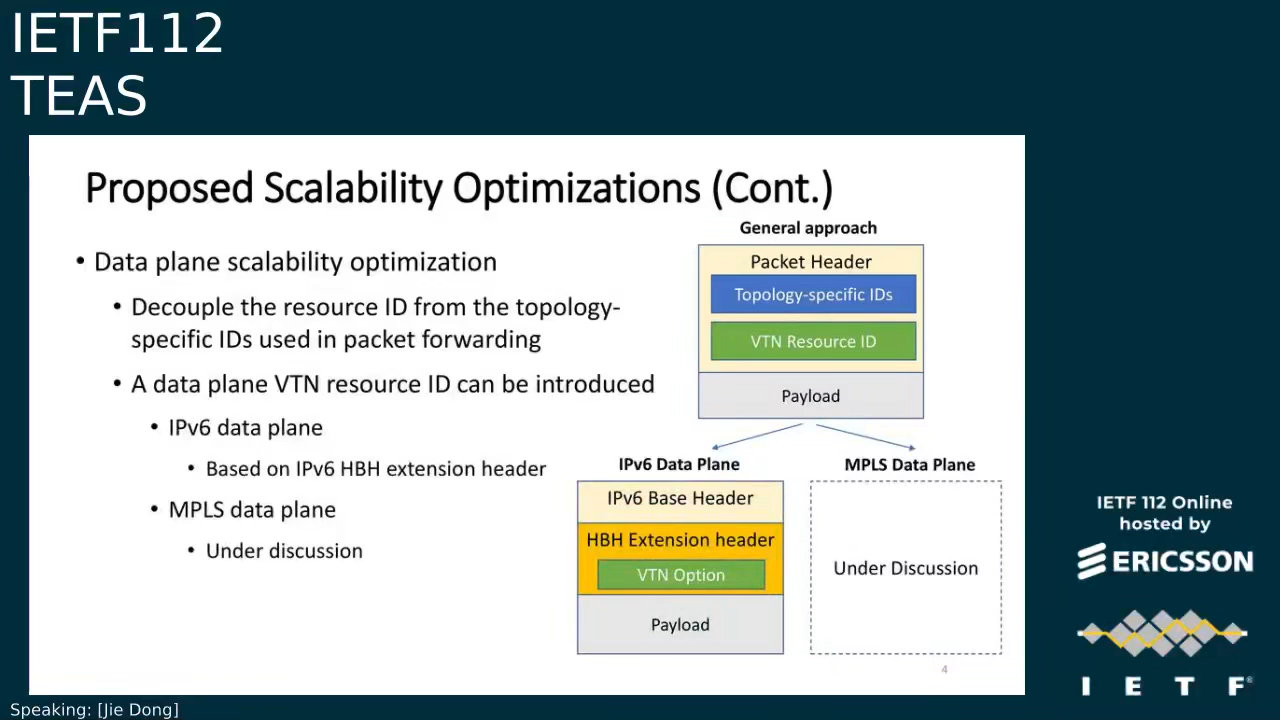 IETF112
TEAS
Proposed Scalability Optimizations (Cont.)
• Data plane scalability optimization
• Decouple the resource ID from the topology-
specific IDs used in packet forwarding
• A data plane VTN resource ID can be introduced
• IPv6 data plane
• Based on IPv6 HBH extension header
• MPLS data plane
• Under discussion
General approach
Packet Header
Topology-specific IDs
VTN Resource ID
Payload
IPv6 Data Plane
IPv6 Base Header
HBH Extension header
VTN Option
Payload
MPLS Data Plane
Under Discussion
4
IETF 112 Online
hosted by
ERICSSON
I E T F®
Speaking: [Jie Dong]